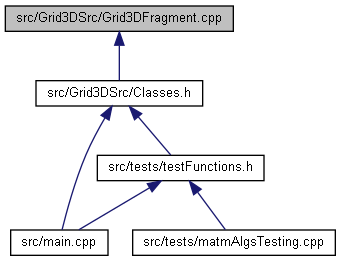 src/Grid3DSrc/Grid3DFragment.cpp
src/Grid3DSrc/Classes.h
src/tests/testFunctions.h
src/main.cpp
src/tests/matmAlgsTesting.cpp